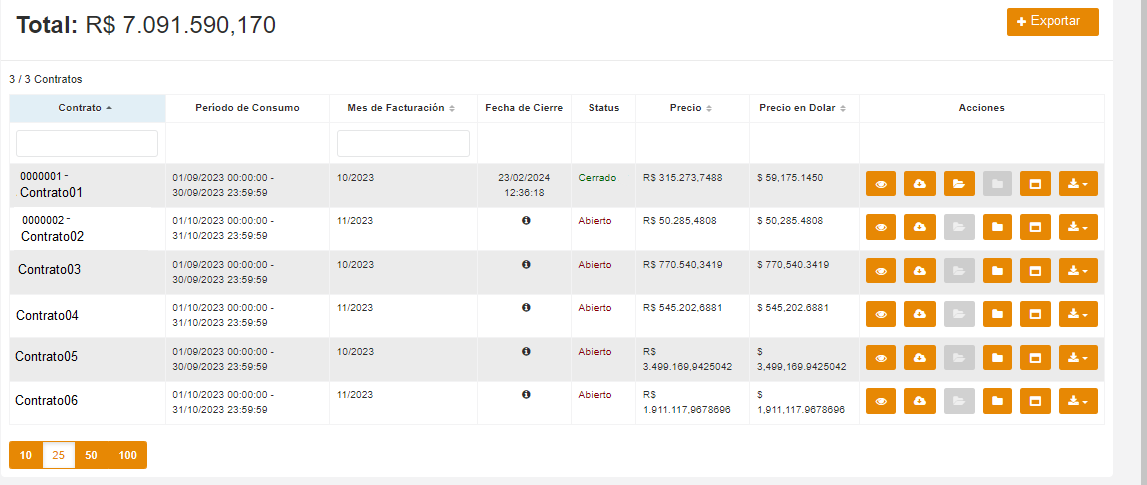 Total: R$ 7.091.590,170
Exportar
3 / 3 Contratos
Contrato Período de Consumo Mes de Facturación Fecha de Cierre Status Precio Precio en Dolar Acciones
0000001 - 01/09/2023 00:00:00 - 10/2023 23/02/2024 Cerrado R$ 315.273,7488 $ 59,175.1450
Contrato01 30/09/2023 23:59:59 12:36:18
0000002 - 01/10/2023 00:00:00 - 11/2023 Abierto R$ 50.285,4808 $ 50,285.4808
Contrato02 31/10/2023 23:59:59
Contrato03 01/09/2023 00:00:00 - 10/2023 Abierto R$ 770.540,3419 $ 770,540.3419
30/09/2023 23:59:59
Contrato04 01/10/2023 00:00:00 - 11/2023 Abierto R$ 545.202,6881 $ 545,202.6881
31/10/2023 23:59:59
Contrato05 01/09/2023 00:00:00 - 10/2023 Abierto R$ $
30/09/2023 23:59:59 3.499.169,9425042 3,499,169.9425042
Contrato06 01/10/2023 00:00:00 - 11/2023 Abierto R$ $
31/10/2023 23:59:59 1.911.117,9678696 1,911,117.9678696
10 25 50 100